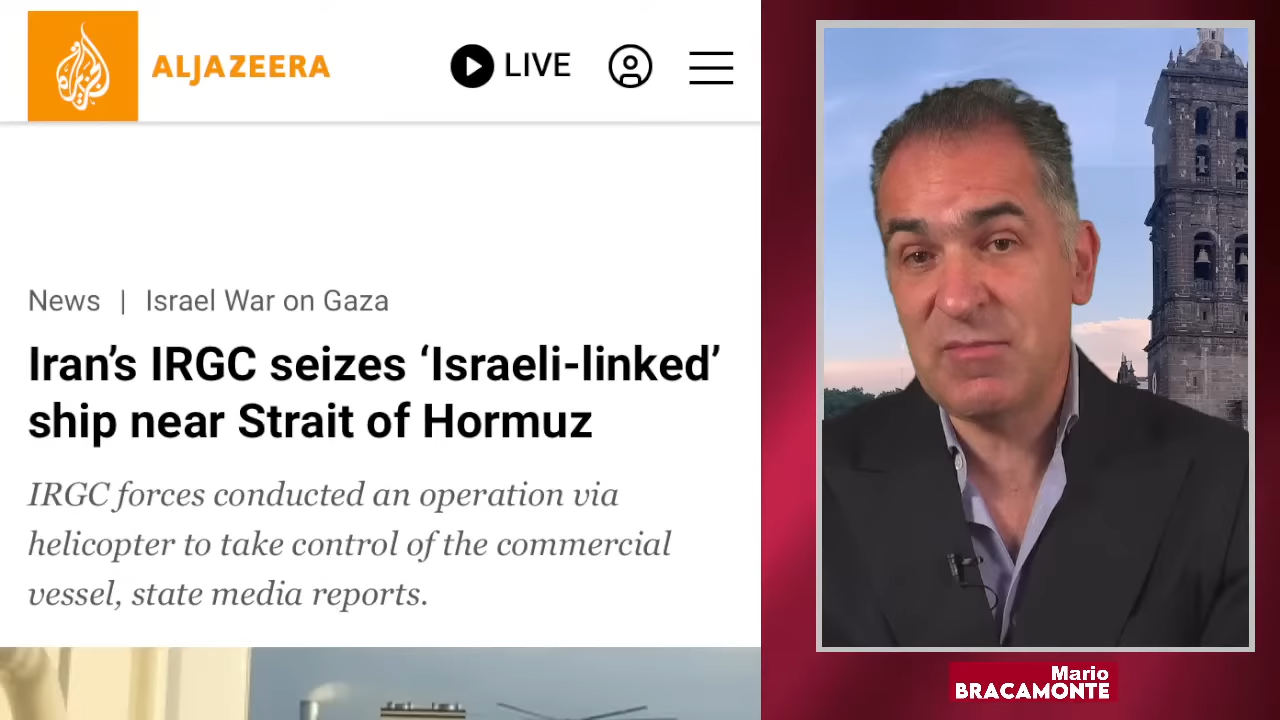 ALJAZEERA
LIVE
News | Israel War on Gaza
Iran’s IRGC seizes ‘Israeli-linked’
ship near Strait of Hormuz
IRGC forces conducted an operation via
helicopter to take control of the commercial
vessel, state media reports.
Mario
BRACAMONTE